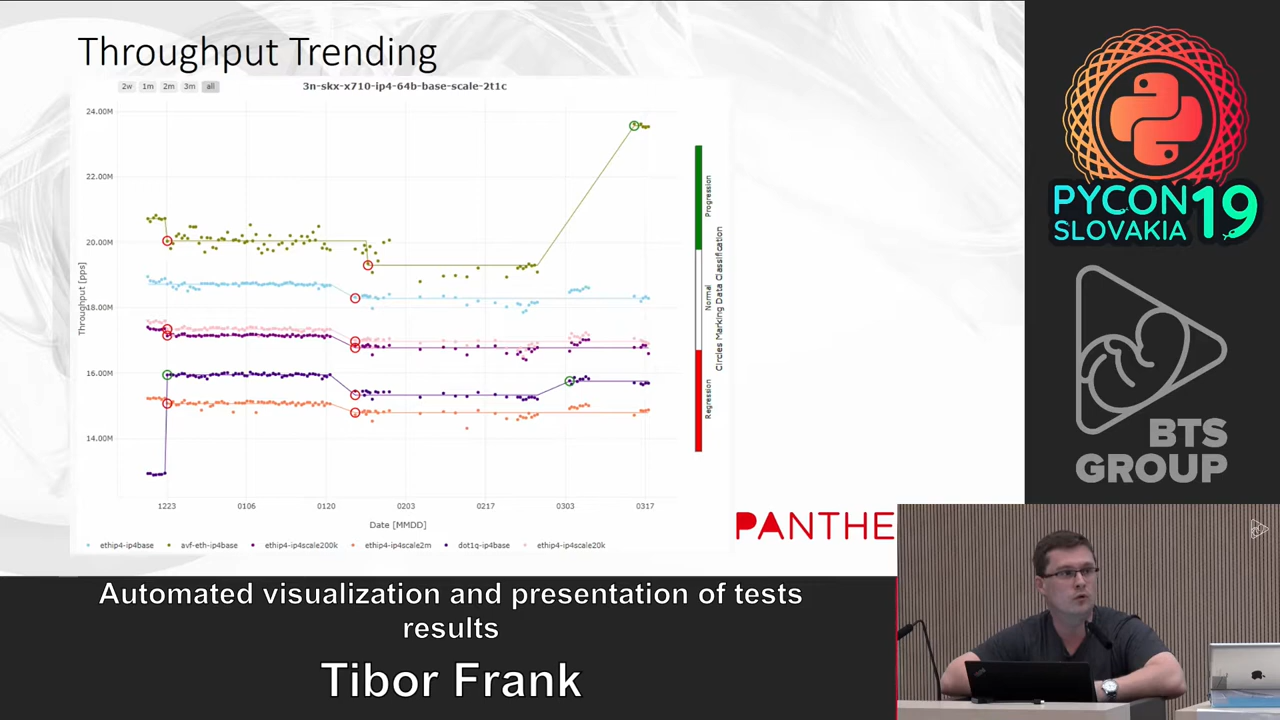 Throughput Trending
2w 1m 2m 3m all
3n-skx-x710-ip4-64b-base-scale-2t1c
24.00M
22.00M
20.00M
18.00M
16.00M
14.00M
Throughput [pps]
1223 0106 0120 0203 0217 0303 0317
Date [MMDD]
ethip4-ip4base avf-eth-ip4base ethip4-ip4scale200k ethip4-ip4scale2m dot1q-ip4base ethip4-ip4scale20k
Progression
Normal
Regression
Circles Marking Data Classification
PANTHE
PYCON 19
SLOVAKIA
BTS
GROUP
Automated visualization and presentation of tests
results
Tibor Frank